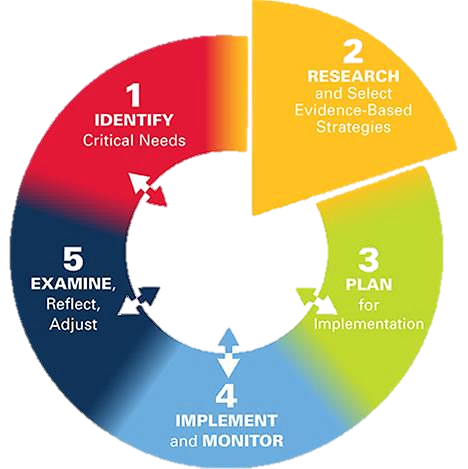 1
IDENTIFY
Critical Needs
2
RESEARCH
and Select
Evidence-Based
Strategies
3
PLAN
for
Implementation
4
IMPLEMENT
and MONITOR
5
EXAMINE,
Reflect,
Adjust